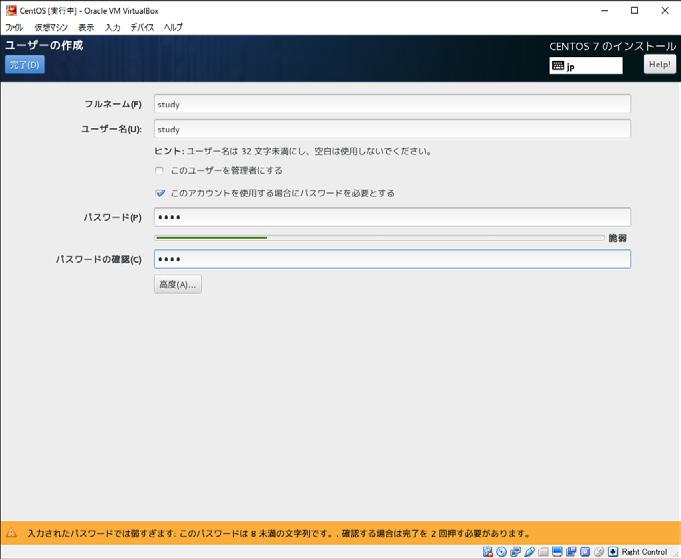 CentOS [実行中] - Oracle VM VirtualBox
ファイル 仮想マシン 表示 入力 デバイス ヘルプ
ユーザーの作成
CENTOS 7 のインストール
完了(D)
jp
Help!
フルネーム(F)
study
ユーザー名(U):
study
ヒント: ユーザー名は 32 文字未満にし、空白は使用しないでください。
このユーザーを管理者にする
このアカウントを使用する場合にパスワードを必要とする
パスワード(P)
••••
脆弱
パスワードの確認(C)
••••
高度(A)...
入力されたパスワードでは弱すぎます: このパスワードは 8 未満の文字列です。. 確認する場合は完了を 2 回押す必要があります。
Right Control